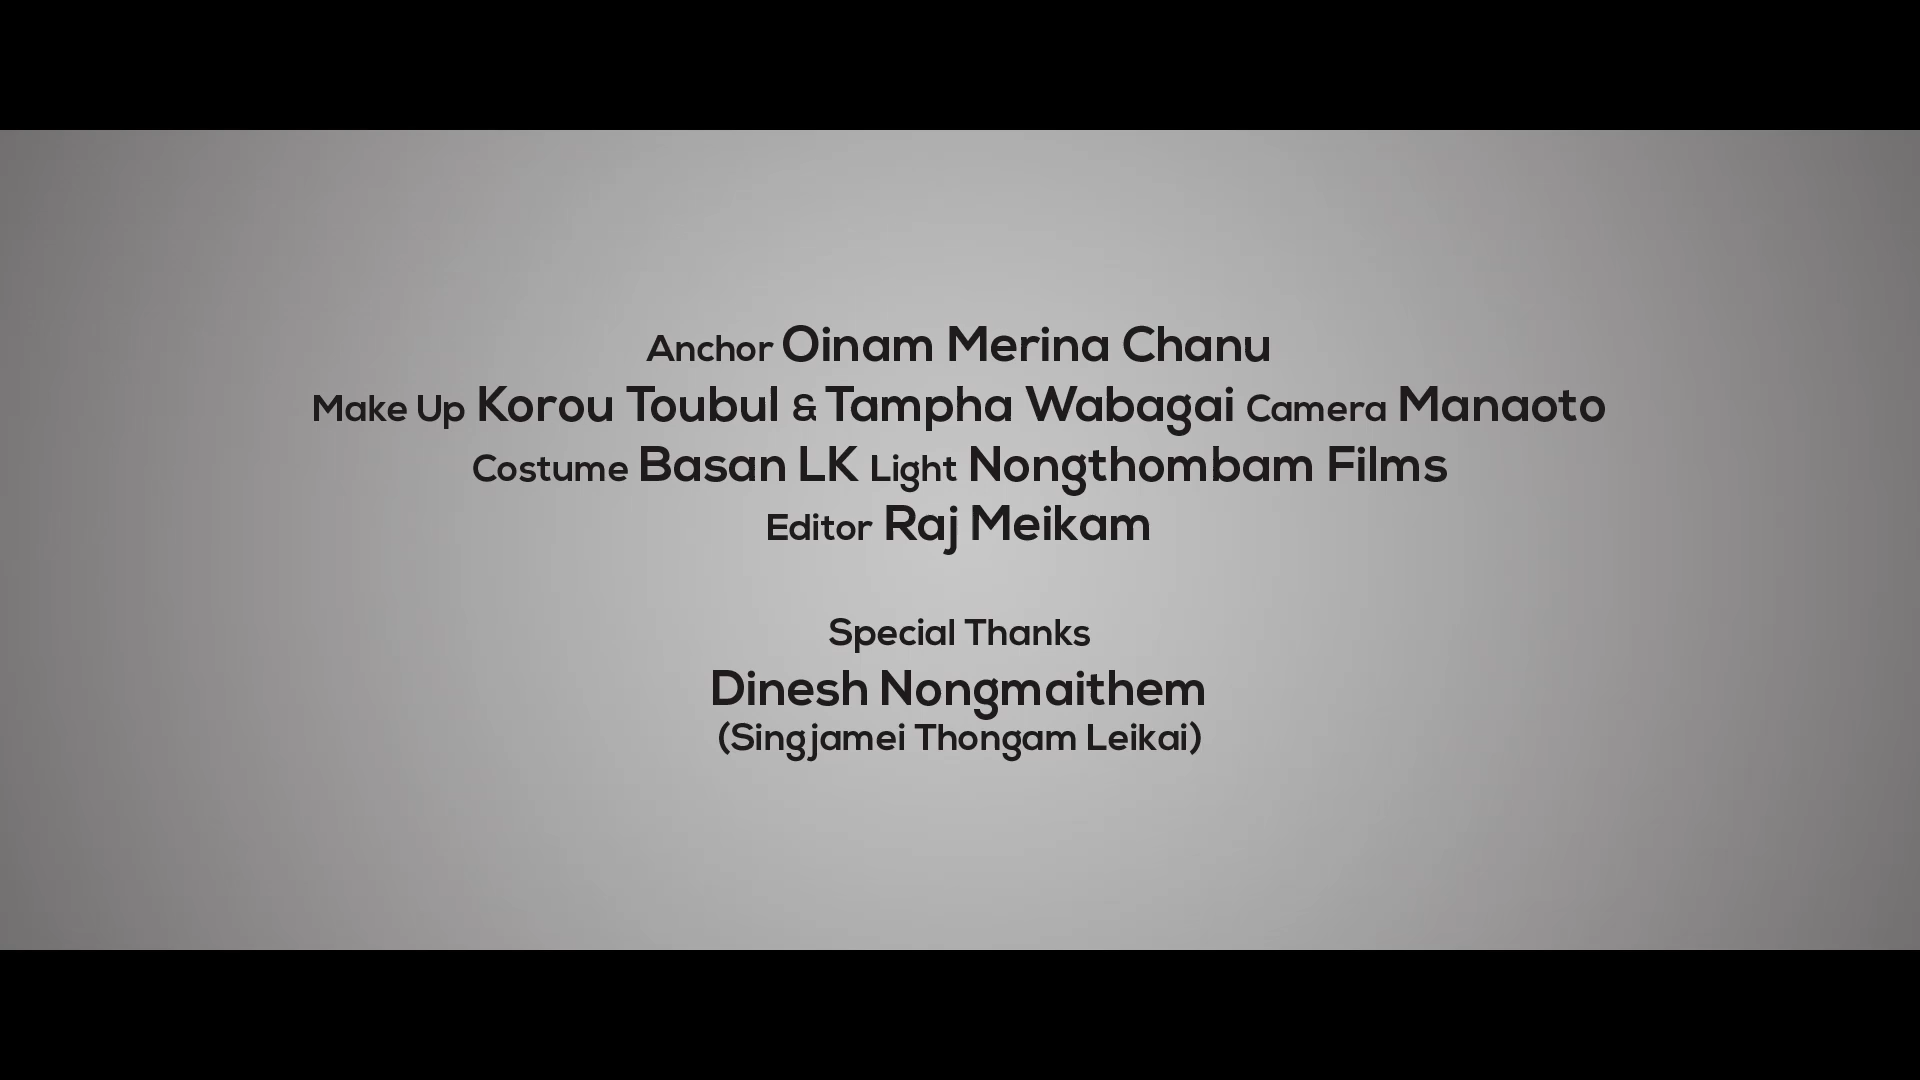 Anchor Oinam Merina Chanu
Make Up Korou Toubul & Tampha Wabagai Camera Manaoto
Costume Basan LK Light Nongthombam Films
Editor Raj Meikam
Special Thanks
Dinesh Nongmaithem
(Singjamei Thongam Leikai)